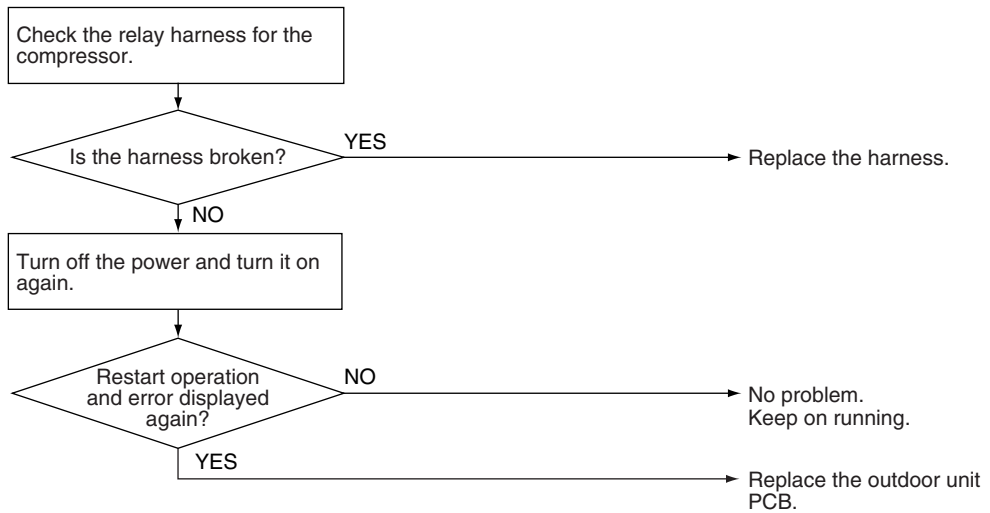 Check the relay harness for the
compressor.
Is the harness broken?
YES
Replace the harness.
NO
Turn off the power and turn it on
again.
Restart operation
and error displayed
again?
NO
No problem.
Keep on running.
YES
Replace the outdoor unit
PCB.